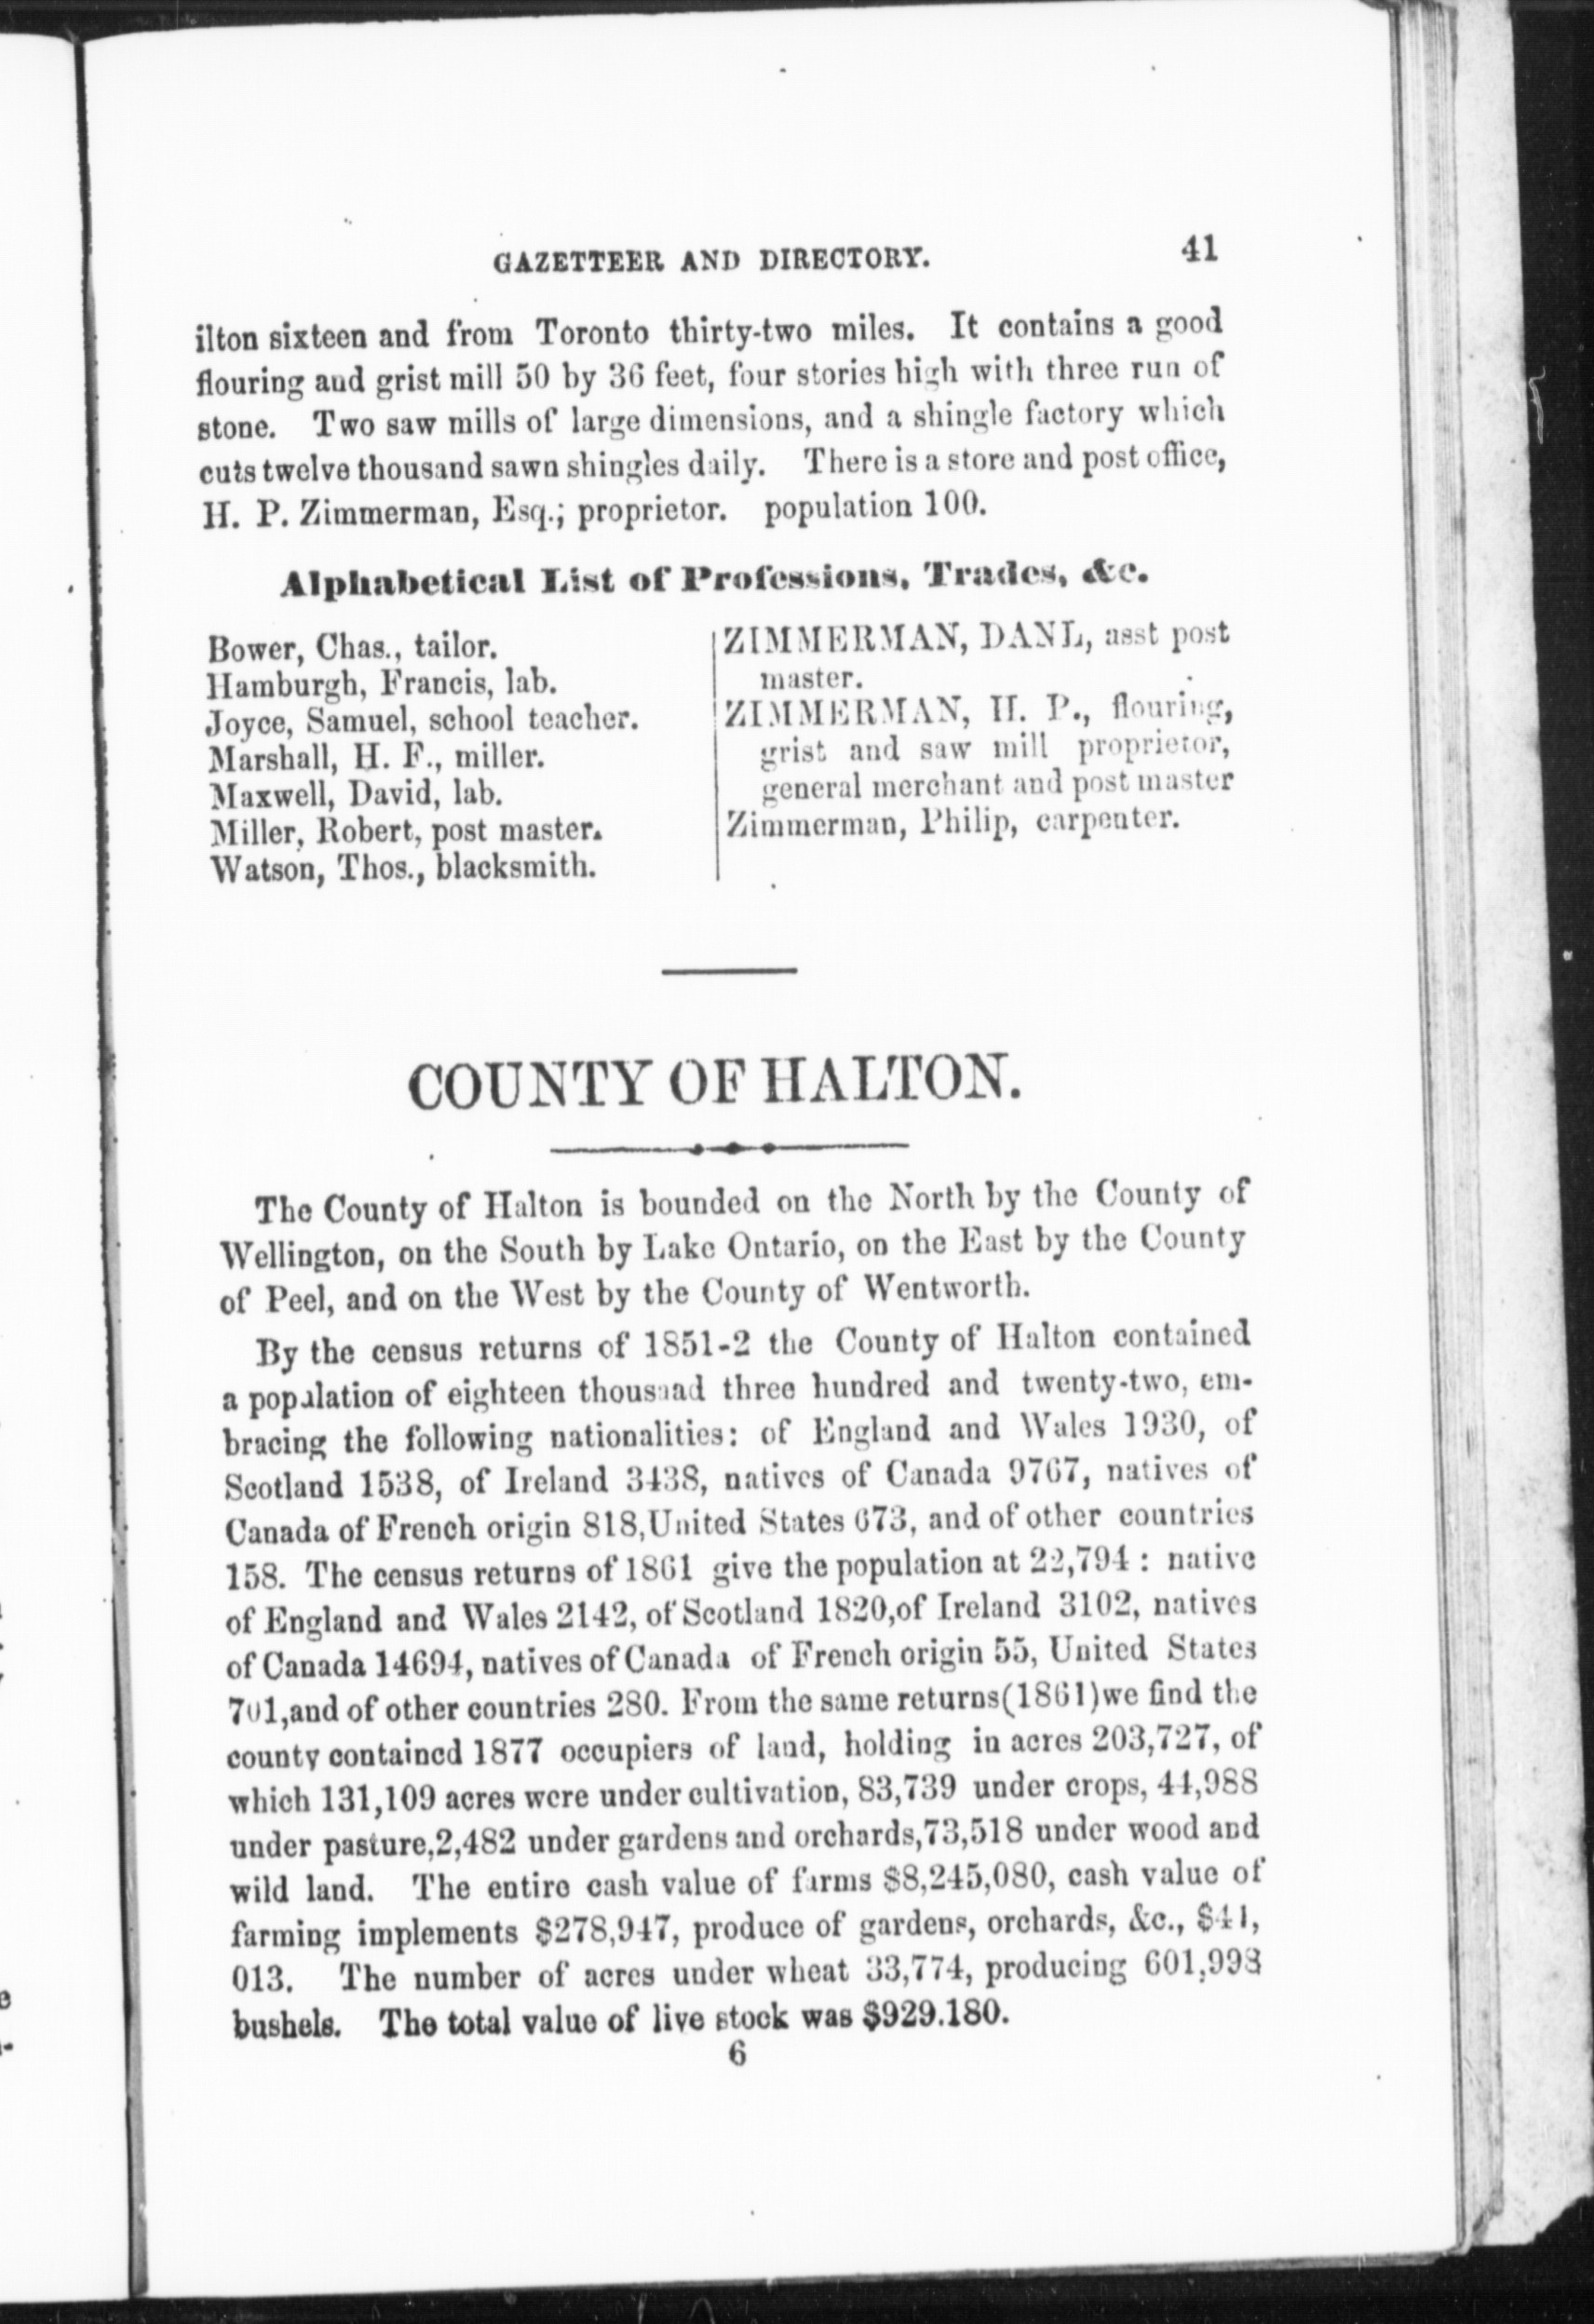 GAZETTEER AND DIRECTORY. 41
ilton sixteen and from Toronto thirty-two miles. It contains a good
flouring and grist mill 50 by 36 feet, four stories high with three run of
stone. Two saw mills of large dimensions, and a shingle factory which
cuts twelve thousand sawn shingles daily. There is a store and post office,
H. P. Zimmerman, Esq.; proprietor. population 100.
Alphabetical List of Professions, Trades, &c.
Bower, Chas., tailor.
Hamburgh, Francis, lab.
Joyce, Samuel, school teacher.
Marshall, H. F., miller.
Maxwell, David, lab.
Miller, Robert, post master.
Watson, Thos., blacksmith.
ZIMMERMAN, DANL, asst post
master.
ZIMMERMAN, H. P., flouring,
grist and saw mill proprietor,
general merchant and post master
Zimmerman, Philip, carpenter.
COUNTY OF HALTON.
The County of Halton is bounded on the North by the County of
Wellington, on the South by Lake Ontario, on the East by the County
of Peel, and on the West by the County of Wentworth.
By the census returns of 1851-2 the County of Halton contained
a population of eighteen thousand three hundred and twenty-two, em-
bracing the following nationalities: of England and Wales 1930, of
Scotland 1538, of Ireland 3438, natives of Canada 9767, natives of
Canada of French origin 818, United States 673, and of other countries
158. The census returns of 1861 give the population at 22,794 : native
of England and Wales 2142, of Scotland 1820,of Ireland 3102, natives
of Canada 14694, natives of Canada of French origin 55, United States
701,and of other countries 280. From the same returns(1861)we find the
county contained 1877 occupiers of land, holding in acres 203,727, of
which 131,109 acres were under cultivation, 83,739 under crops, 44,988
under pasture,2,482 under gardens and orchards,73,518 under wood and
wild land. The entire cash value of farms $8,245,080, cash value of
farming implements $278,947, produce of gardens, orchards, &c., $41,
013. The number of acres under wheat 33,774, producing 601,998
bushels. The total value of live stock was $929.180.
6